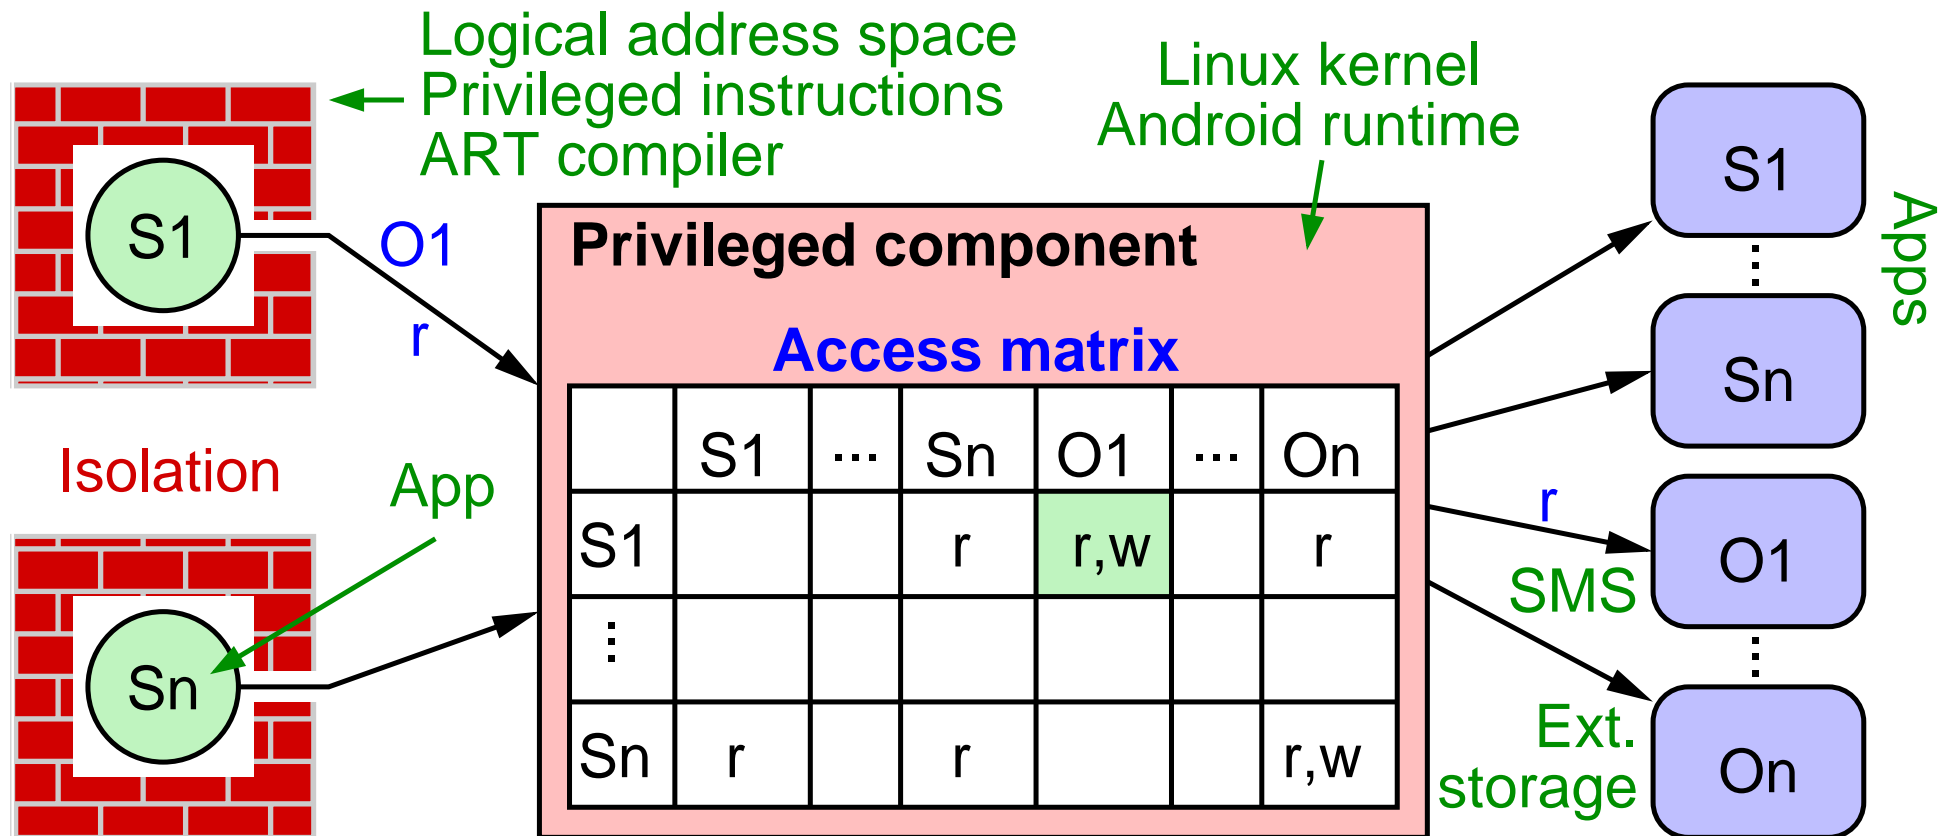 Logical address space
Privileged instructions
ART compiler
Linux kernel
Android runtime
S1
O1
r
Isolation
App
Sn
Privileged component
Access matrix
S1 ... Sn O1 ... On
S1 r r,w r
⋮
Sn r r r,w
S1
⋮
Sn
Apps
r
O1
SMS
⋮
Ext.
storage
On